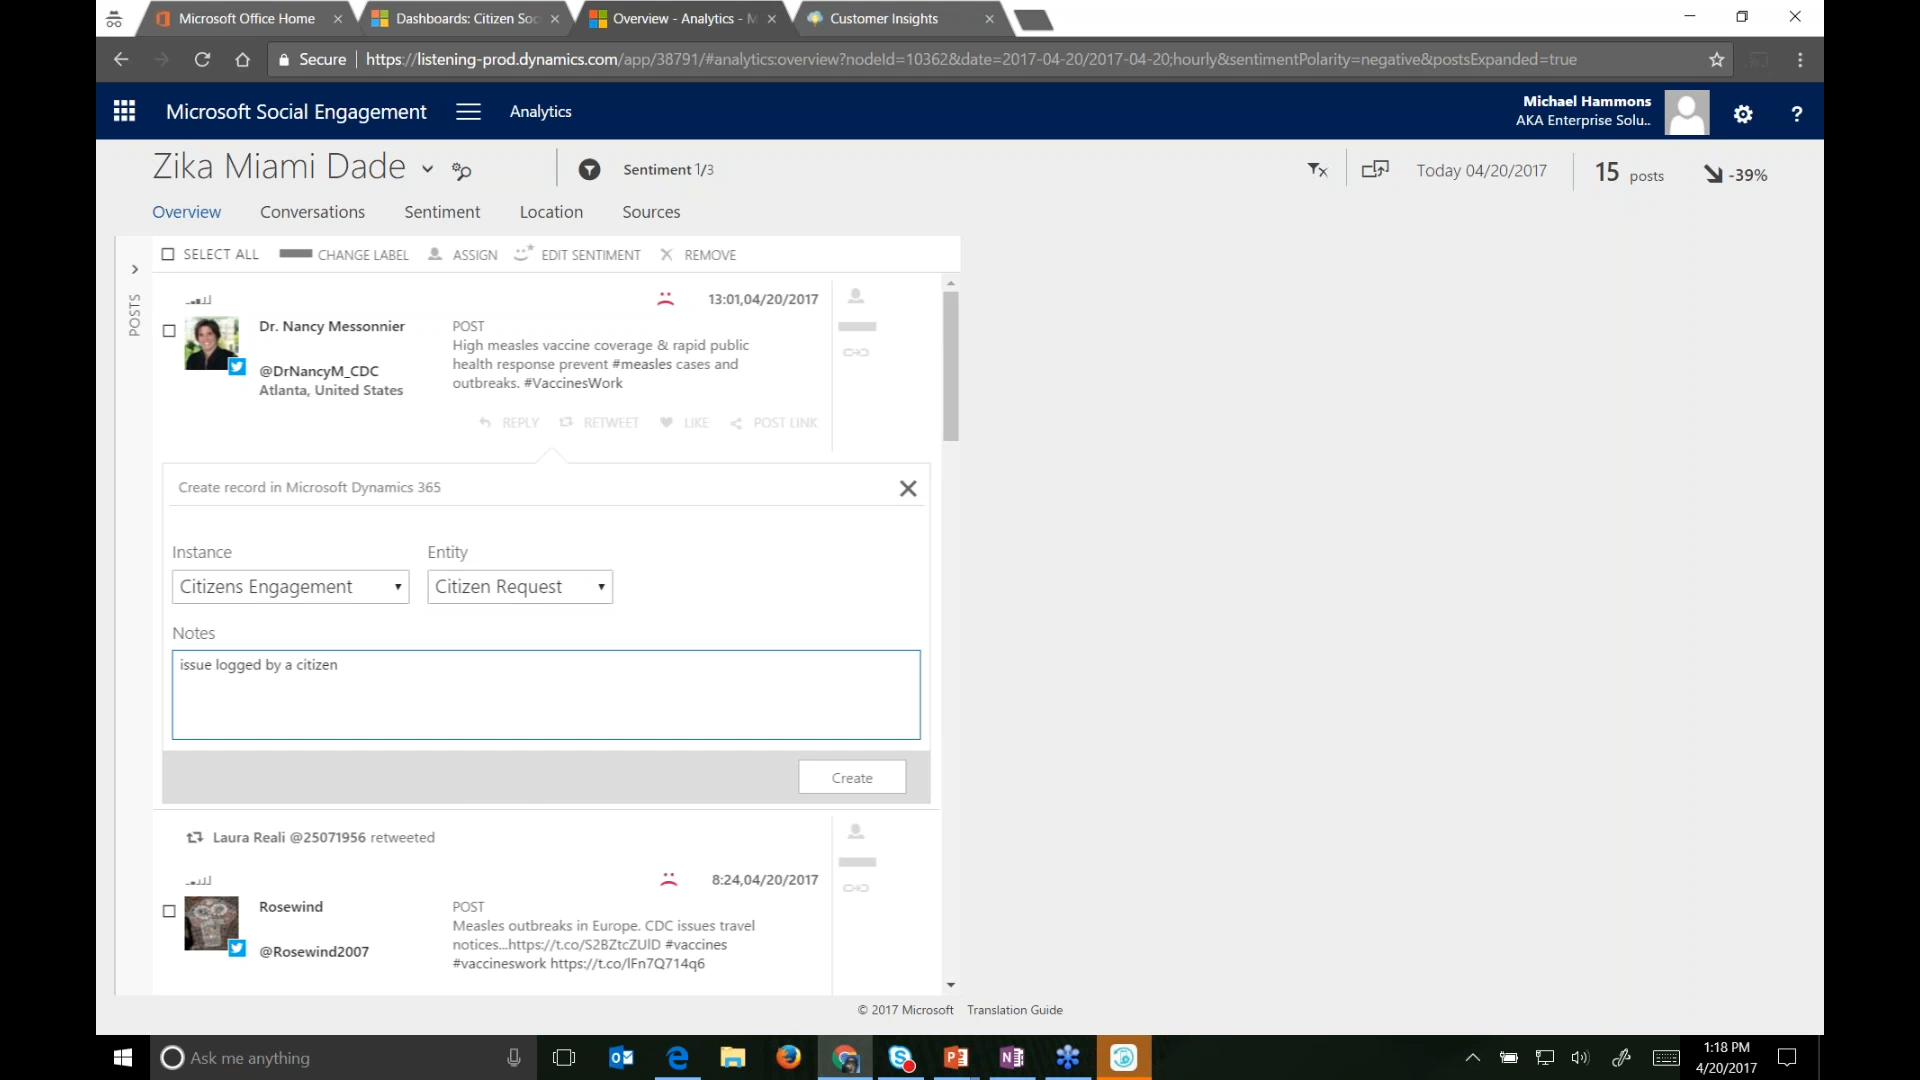 Microsoft Office Home
Dashboards: Citizen Soc
Overview - Analytics - M
Customer Insights
Secure
https://listening-prod.dynamics.com/app/38791/#analytics:overview?nodeId=10362&date=2017-04-20/2017-04-20;hourly&sentimentPolarity=negative&postsExpanded=true
Microsoft Social Engagement
Analytics
Michael Hammons
AKA Enterprise Solu..
?
Zika Miami Dade
Sentiment 1/3
Today 04/20/2017
15 posts
-39%
Overview
Conversations
Sentiment
Location
Sources
POSTS
SELECT ALL
CHANGE LABEL
ASSIGN
EDIT SENTIMENT
REMOVE
13:01,04/20/2017
Dr. Nancy Messonnier
@DrNancyM_CDC
Atlanta, United States
POST
High measles vaccine coverage & rapid public
health response prevent #measles cases and
outbreaks. #VaccinesWork
REPLY
RETWEET
LIKE
POST LINK
Create record in Microsoft Dynamics 365
Instance
Entity
Citizens Engagement
Citizen Request
Notes
issue logged by a citizen
Create
Laura Reali @25071956 retweeted
8:24,04/20/2017
Rosewind
@Rosewind2007
POST
Measles outbreaks in Europe. CDC issues travel
notices...https://t.co/S2BZtcZUlD #vaccines
#vaccineswork https://t.co/lFn7Q714q6
© 2017 Microsoft
Translation Guide
Ask me anything
1:18 PM
4/20/2017